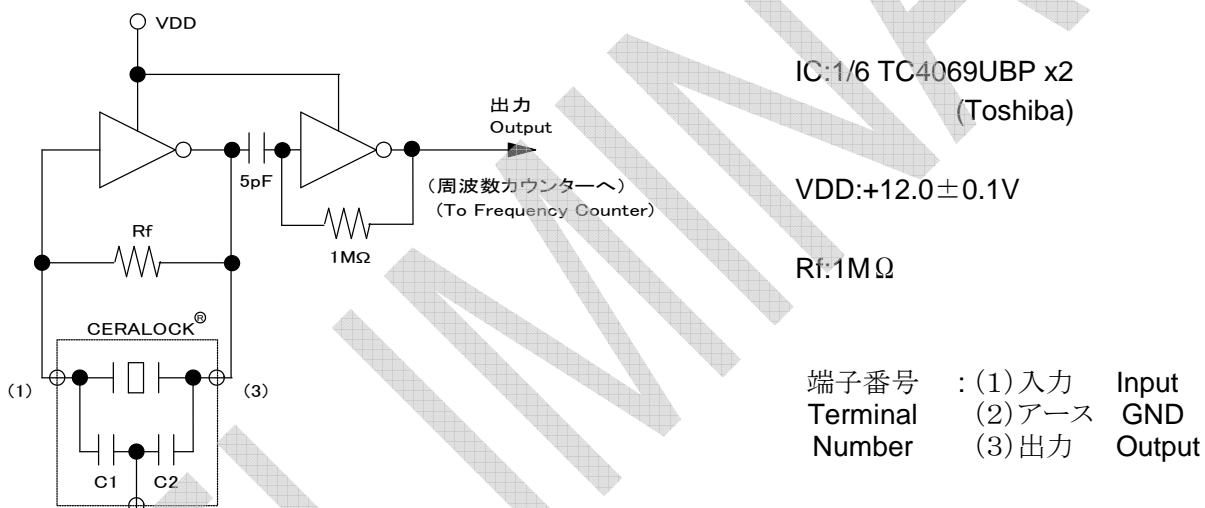 VDD
出力
Output
5pF
(周波数カウンターへ)
(To Frequency Counter)
1MΩ
Rf
CERALOCK®
(1)
(3)
C1
C2
IC:1/6 TC4069UBP x2
(Toshiba)
VDD:+12.0±0.1V
Rf:1MΩ
端子番号 :(1)入力 Input
Terminal (2)アース GND
Number (3)出力 Output